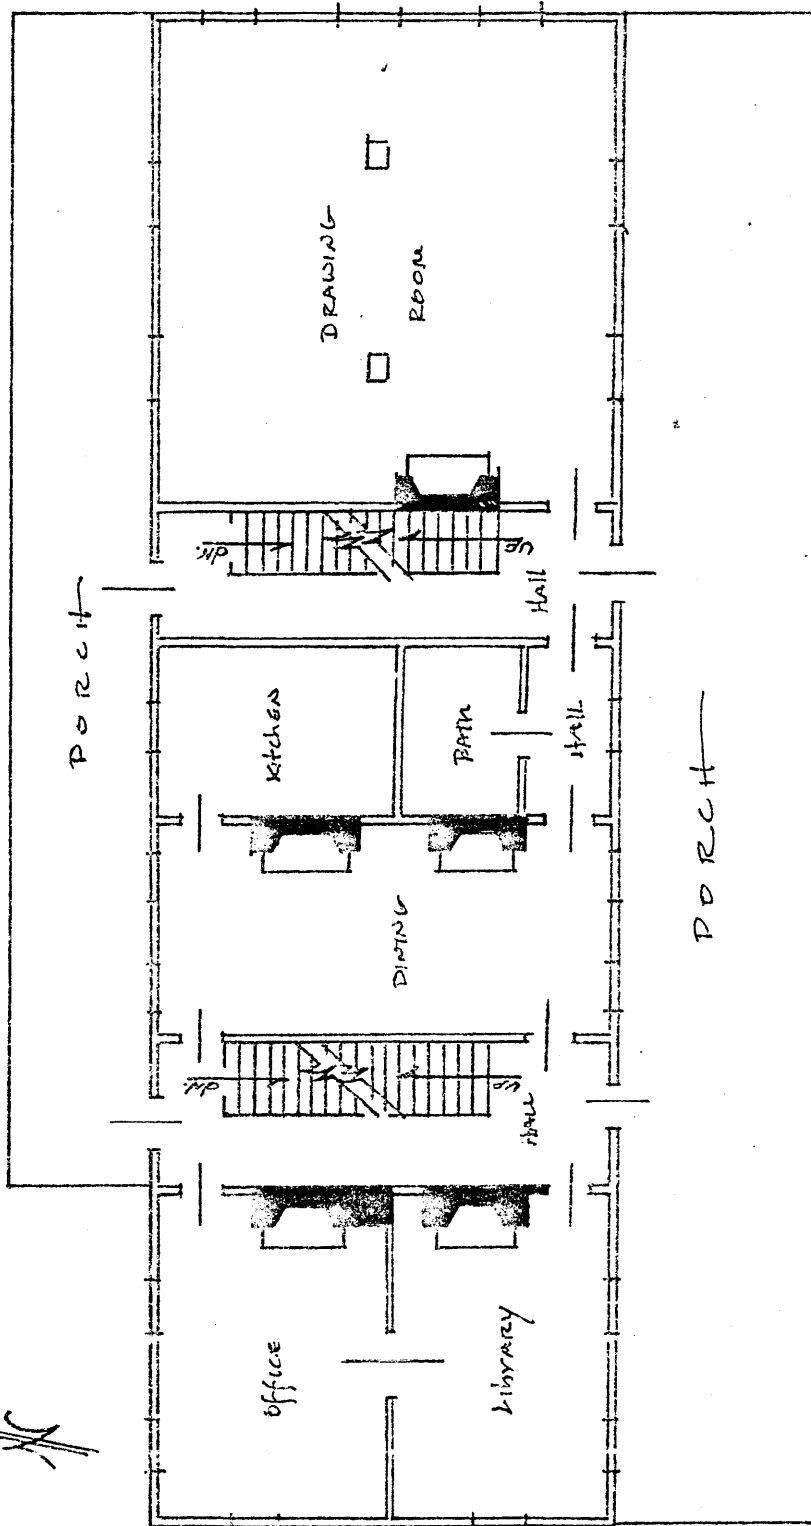 PORCH
OFFICE
Library
dN.
UP
HALL
DINING
Kitchen
BATH
HALL
dN.
UP
Hall
DRAWING
ROOM
PORCH